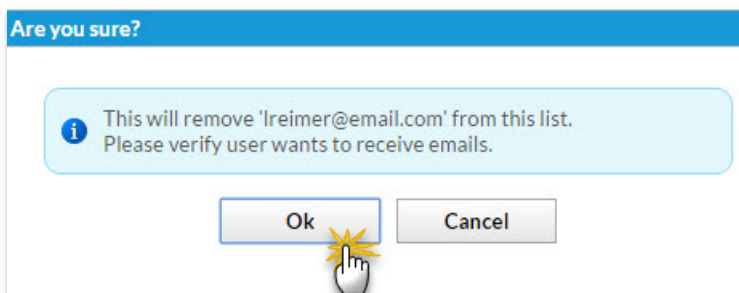 Are you sure?
This will remove 'lreimer@email.com' from this list.
Please verify user wants to receive emails.
Ok
Cancel